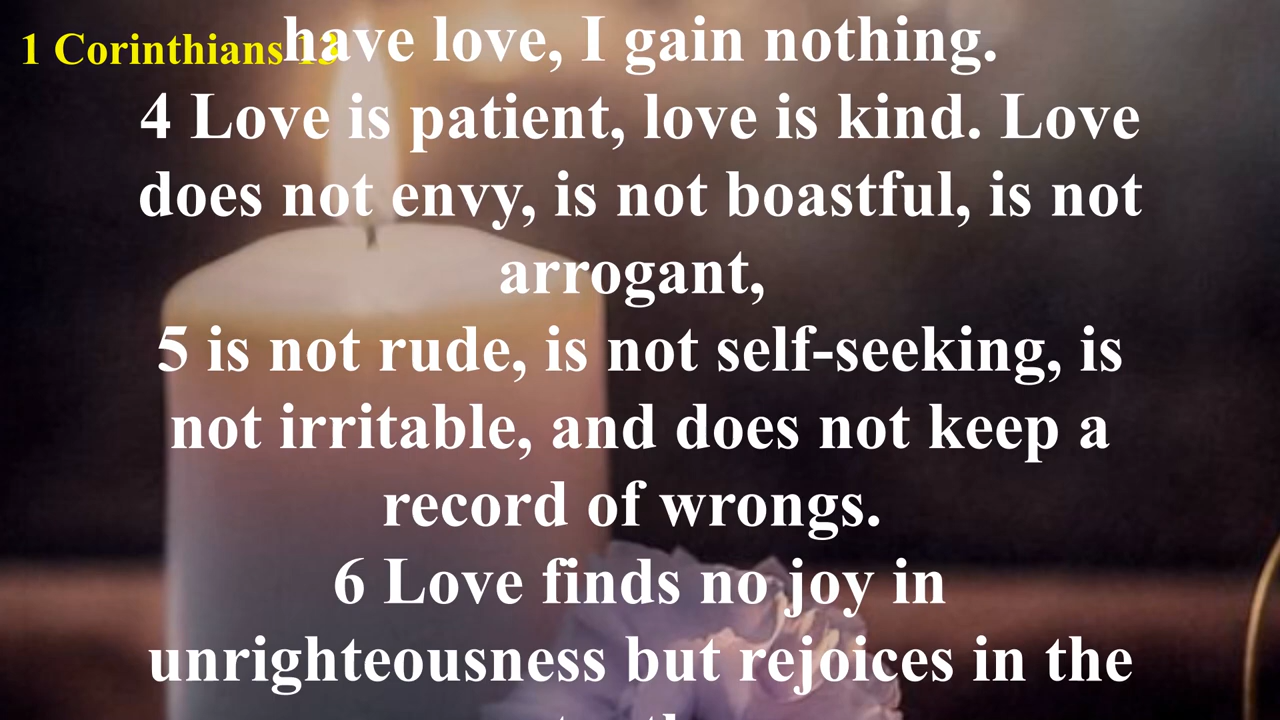 1 Corinthians 13
have love, I gain nothing.
4 Love is patient, love is kind. Love
does not envy, is not boastful, is not
arrogant,
5 is not rude, is not self-seeking, is
not irritable, and does not keep a
record of wrongs.
6 Love finds no joy in
unrighteousness but rejoices in the